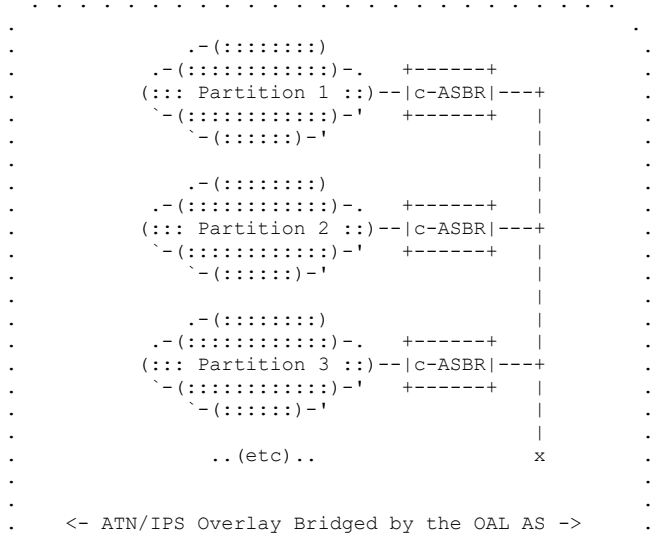 . . . . . . . . . . . . . . . . . . . . . . . . . .
.                                                 .
.               .-(::::::::)                      .
.            .-(::::::::::::)-.   +------+        .
.           (::: Partition 1 ::)--|c-ASBR|---+    .
.            `-(::::::::::::)-'   +------+   |    .
.               `-(::::::)-'                 |    .
.                                            |    .
.               .-(::::::::)                 |    .
.            .-(::::::::::::)-.   +------+   |    .
.           (::: Partition 2 ::)--|c-ASBR|---+    .
.            `-(::::::::::::)-'   +------+   |    .
.               `-(::::::)-'                 |    .
.                                            |    .
.               .-(::::::::)                 |    .
.            .-(::::::::::::)-.   +------+   |    .
.           (::: Partition 3 ::)--|c-ASBR|---+    .
.            `-(::::::::::::)-'   +------+   |    .
.               `-(::::::)-'                 |    .
.                                            |    .
.                 ..(etc)..                  x    .
.                                                 .
.                                                 .
.    <- ATN/IPS Overlay Bridged by the OAL AS ->  .